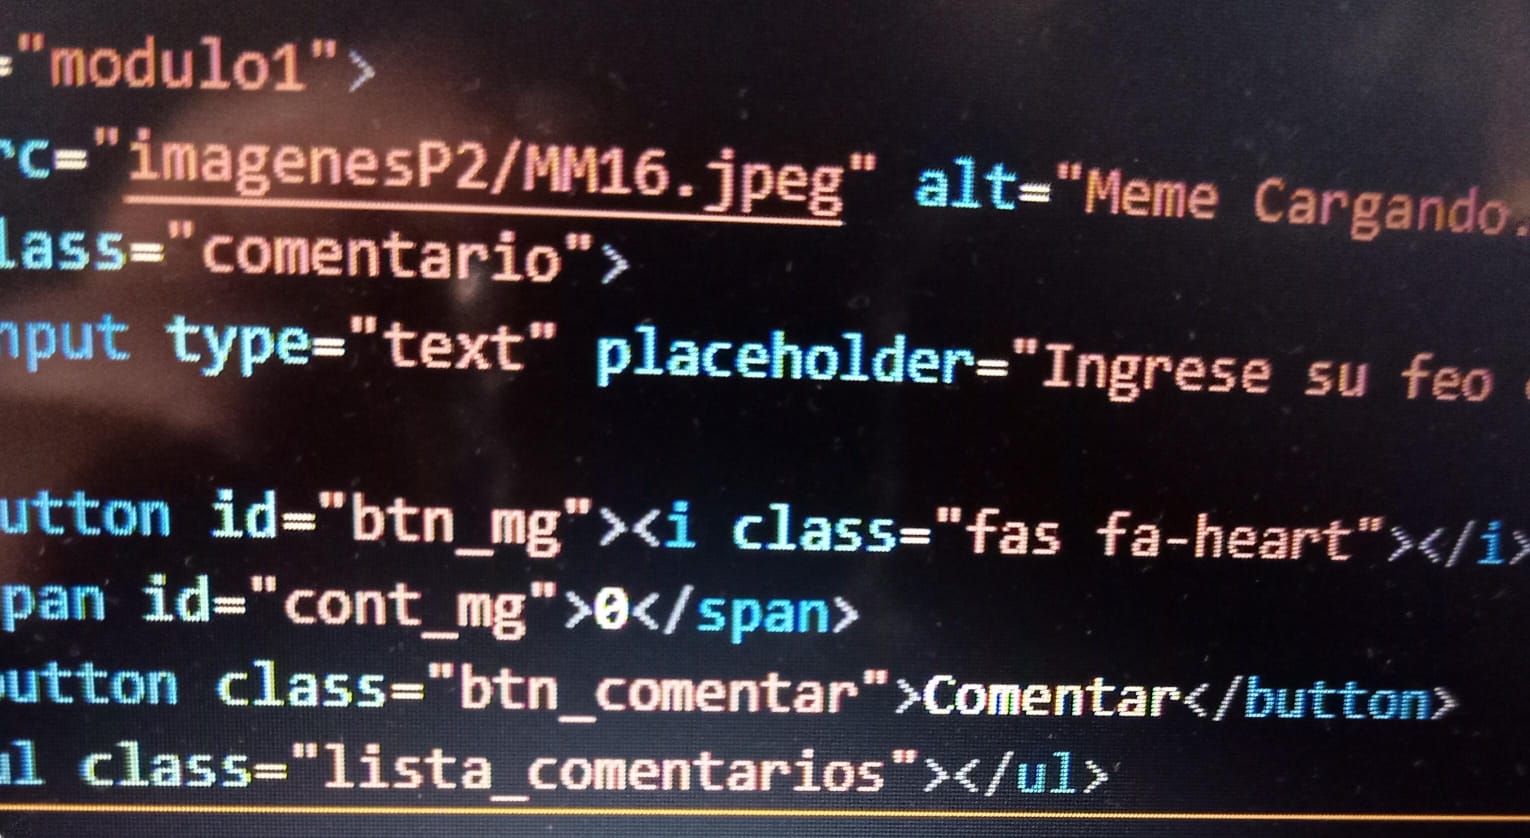 ="modulo1">
rc="imagenesP2/MM16.jpeg" alt="Meme Cargando.
lass="comentario">
nput type="text" placeholder="Ingrese su feo
utton id="btn_mg"><i class="fas fa-heart"></i>
pan id="cont_mg">0</span>
utton class="btn_comentar">Comentar</button>
ul class="lista_comentarios"></ul>